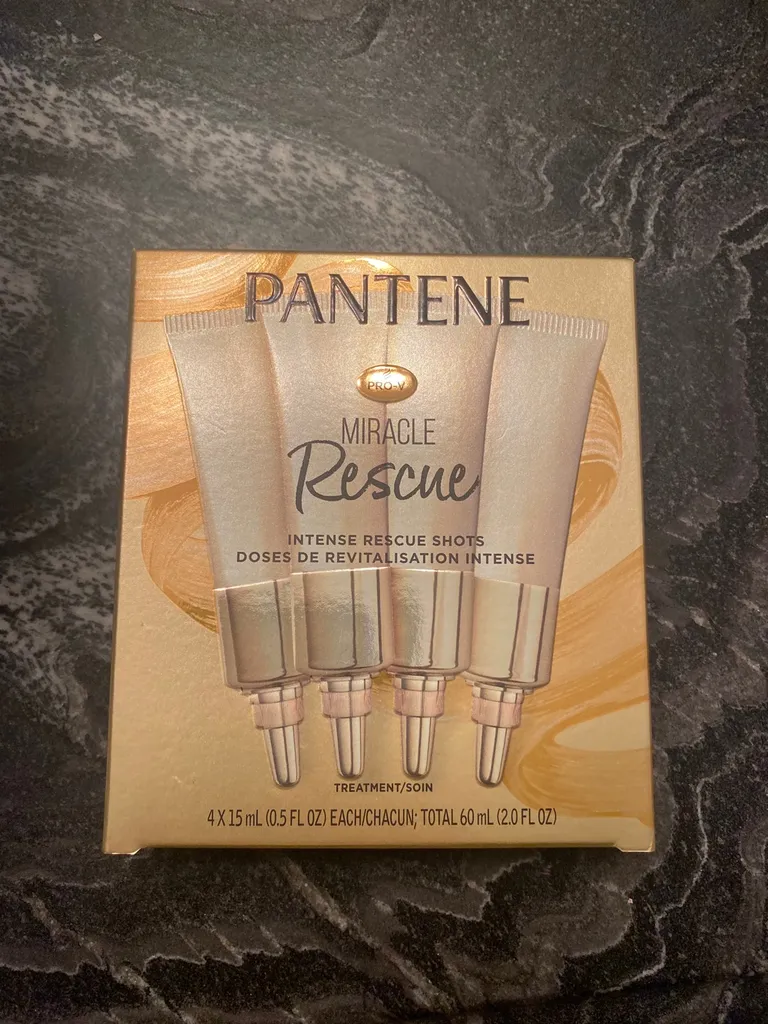 PANTENE
PRO-V
MIRACLE
Rescue
INTENSE RESCUE SHOTS
DOSES DE REVITALISATION INTENSE
TREATMENT/SOIN
4 X 15 mL (0.5 FL OZ) EACH/CHACUN; TOTAL 60 mL (2.0 FL OZ)